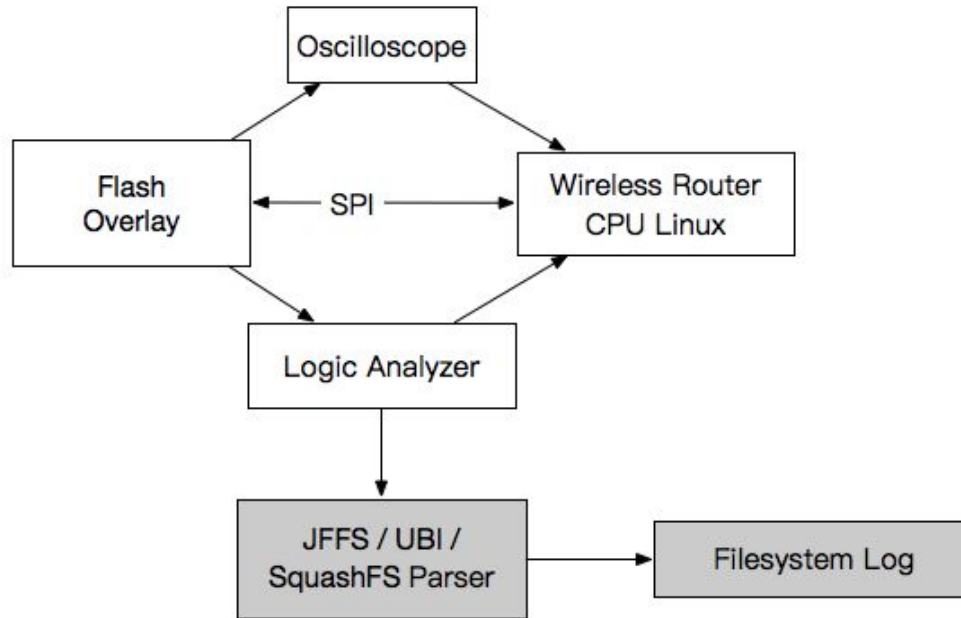 Oscilloscope
Flash
Overlay
SPI
Wireless Router
CPU Linux
Logic Analyzer
JFFS / UBI /
SquashFS Parser
Filesystem Log